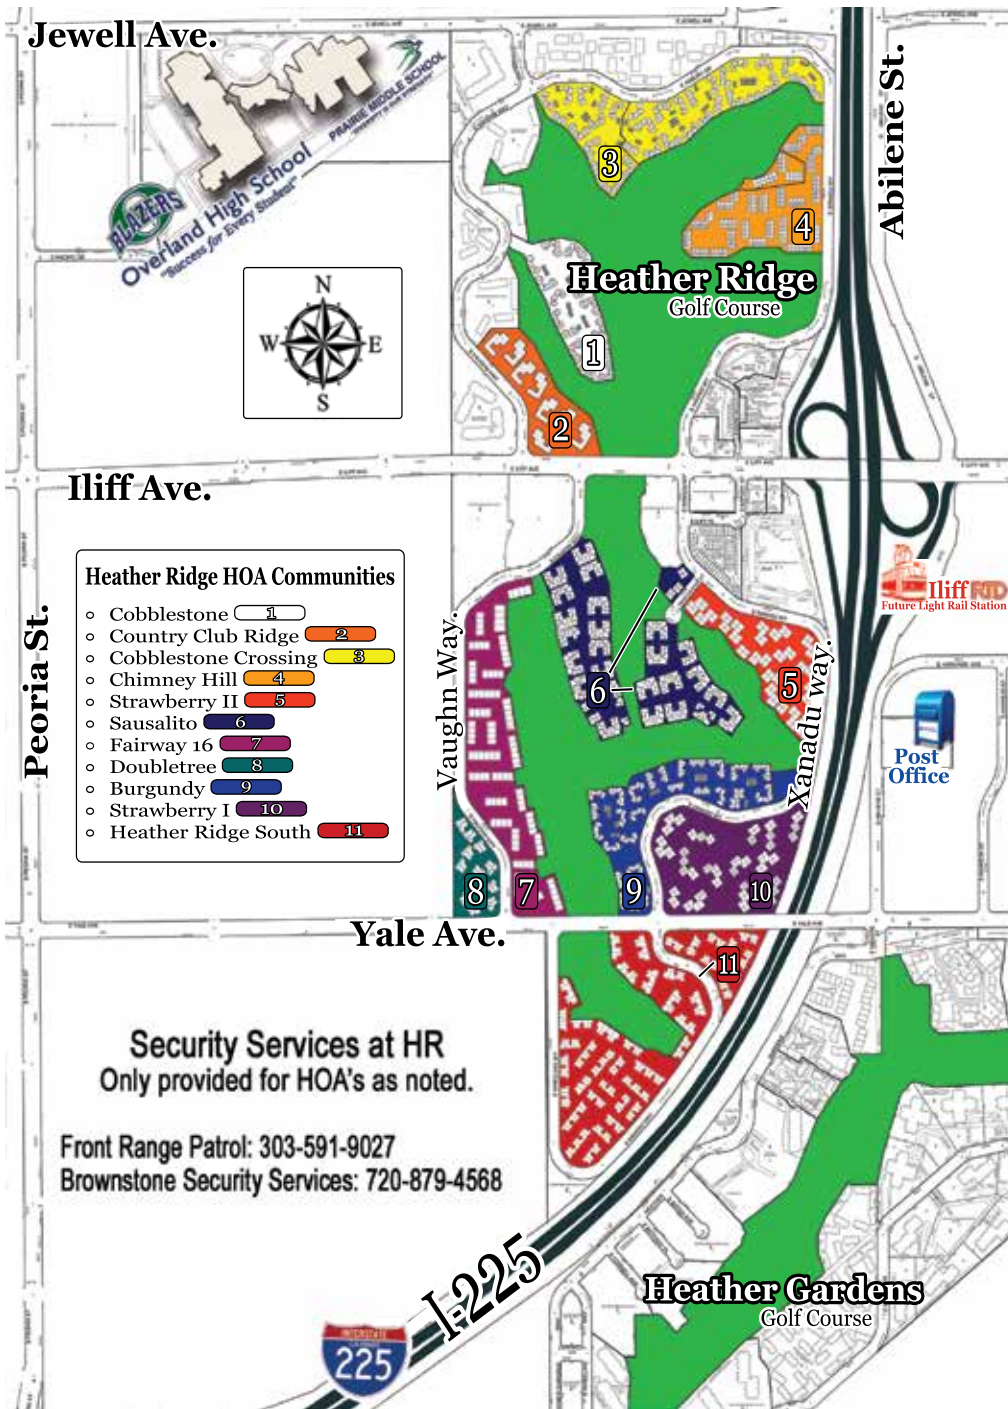 Jewell Ave.
Abilene St.
PRAIRIE MIDDLE SCHOOL
BLAZERS
Overland High School
"Success for Every Student"
3
4
Heather Ridge
Golf Course
N
W E
S
1
2
Iliff Ave.
Heather Ridge HOA Communities
Cobblestone 1
Country Club Ridge 2
Cobblestone Crossing 3
Chimney Hill 4
Strawberry II 5
Sausalito 6
Fairway 16 7
Doubletree 8
Burgundy 9
Strawberry I 10
Heather Ridge South 11
Peoria St.
Vaughn Way.
Xanadu way.
Iliff RTD
Future Light Rail Station
6
5
Post
Office
8
7
9
10
Yale Ave.
11
Security Services at HR
Only provided for HOA's as noted.
Front Range Patrol: 303-591-9027
Brownstone Security Services: 720-879-4568
I-225
INTERSTATE
225
Heather Gardens
Golf Course